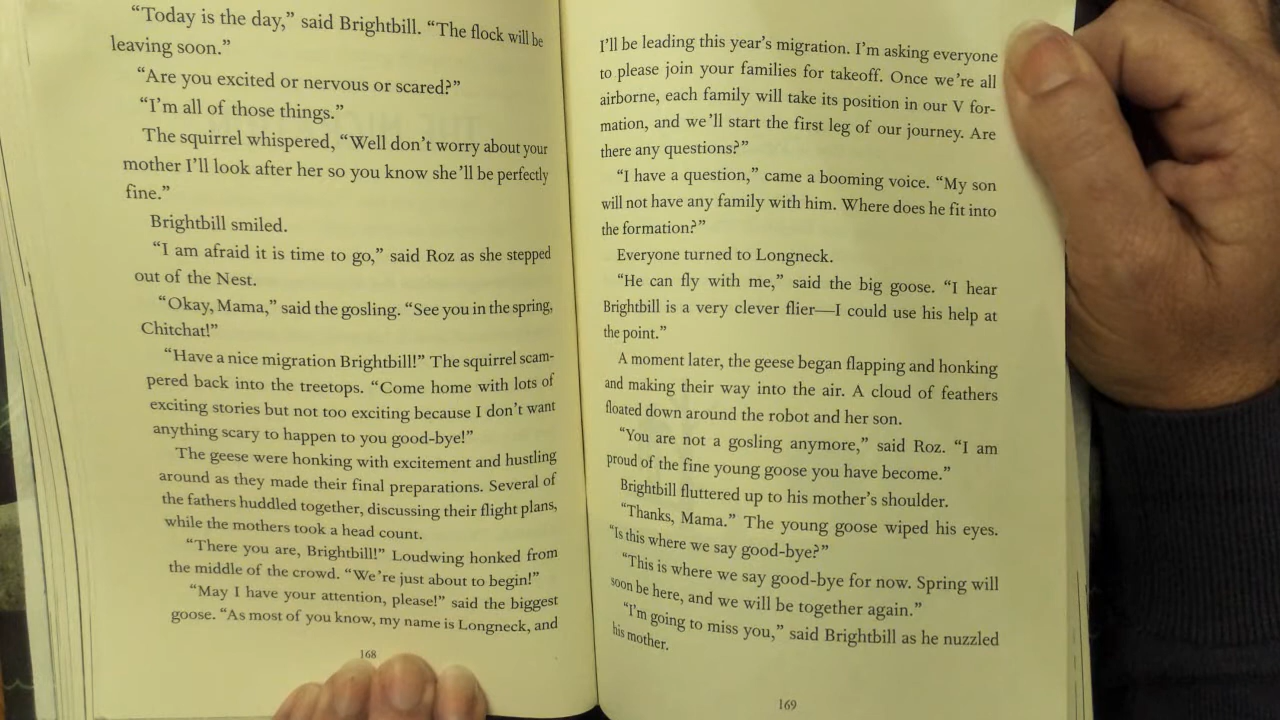 “Today is the day,” said Brightbill. “The flock will be
leaving soon.”
“Are you excited or nervous or scared?”
“I’m all of those things.”
The squirrel whispered, “Well don’t worry about your
mother I’ll look after her so you know she’ll be perfectly
fine.”
Brightbill smiled.
“I am afraid it is time to go,” said Roz as she stepped
out of the Nest.
“Okay, Mama,” said the gosling. “See you in the spring,
Chitchat!”
“Have a nice migration Brightbill!” The squirrel scam-
pered back into the treetops. “Come home with lots of
exciting stories but not too exciting because I don’t want
anything scary to happen to you good-bye!”
The geese were honking with excitement and hustling
around as they made their final preparations. Several of
the fathers huddled together, discussing their flight plans,
while the mothers took a head count.
“There you are, Brightbill!” Loudwing honked from
the middle of the crowd. “We’re just about to begin!”
“May I have your attention, please!” said the biggest
goose. “As most of you know, my name is Longneck, and
168
I’ll be leading this year’s migration. I’m asking everyone
to please join your families for takeoff. Once we’re all
airborne, each family will take its position in our V for-
mation, and we’ll start the first leg of our journey. Are
there any questions?”
“I have a question,” came a booming voice. “My son
will not have any family with him. Where does he fit into
the formation?”
Everyone turned to Longneck.
“He can fly with me,” said the big goose. “I hear
Brightbill is a very clever flier—I could use his help at
the point.”
A moment later, the geese began flapping and honking
and making their way into the air. A cloud of feathers
floated down around the robot and her son.
“You are not a gosling anymore,” said Roz. “I am
proud of the fine young goose you have become.”
Brightbill fluttered up to his mother’s shoulder.
“Thanks, Mama.” The young goose wiped his eyes.
“Is this where we say good-bye?”
“This is where we say good-bye for now. Spring will
soon be here, and we will be together again.”
“I’m going to miss you,” said Brightbill as he nuzzled
his mother.
169